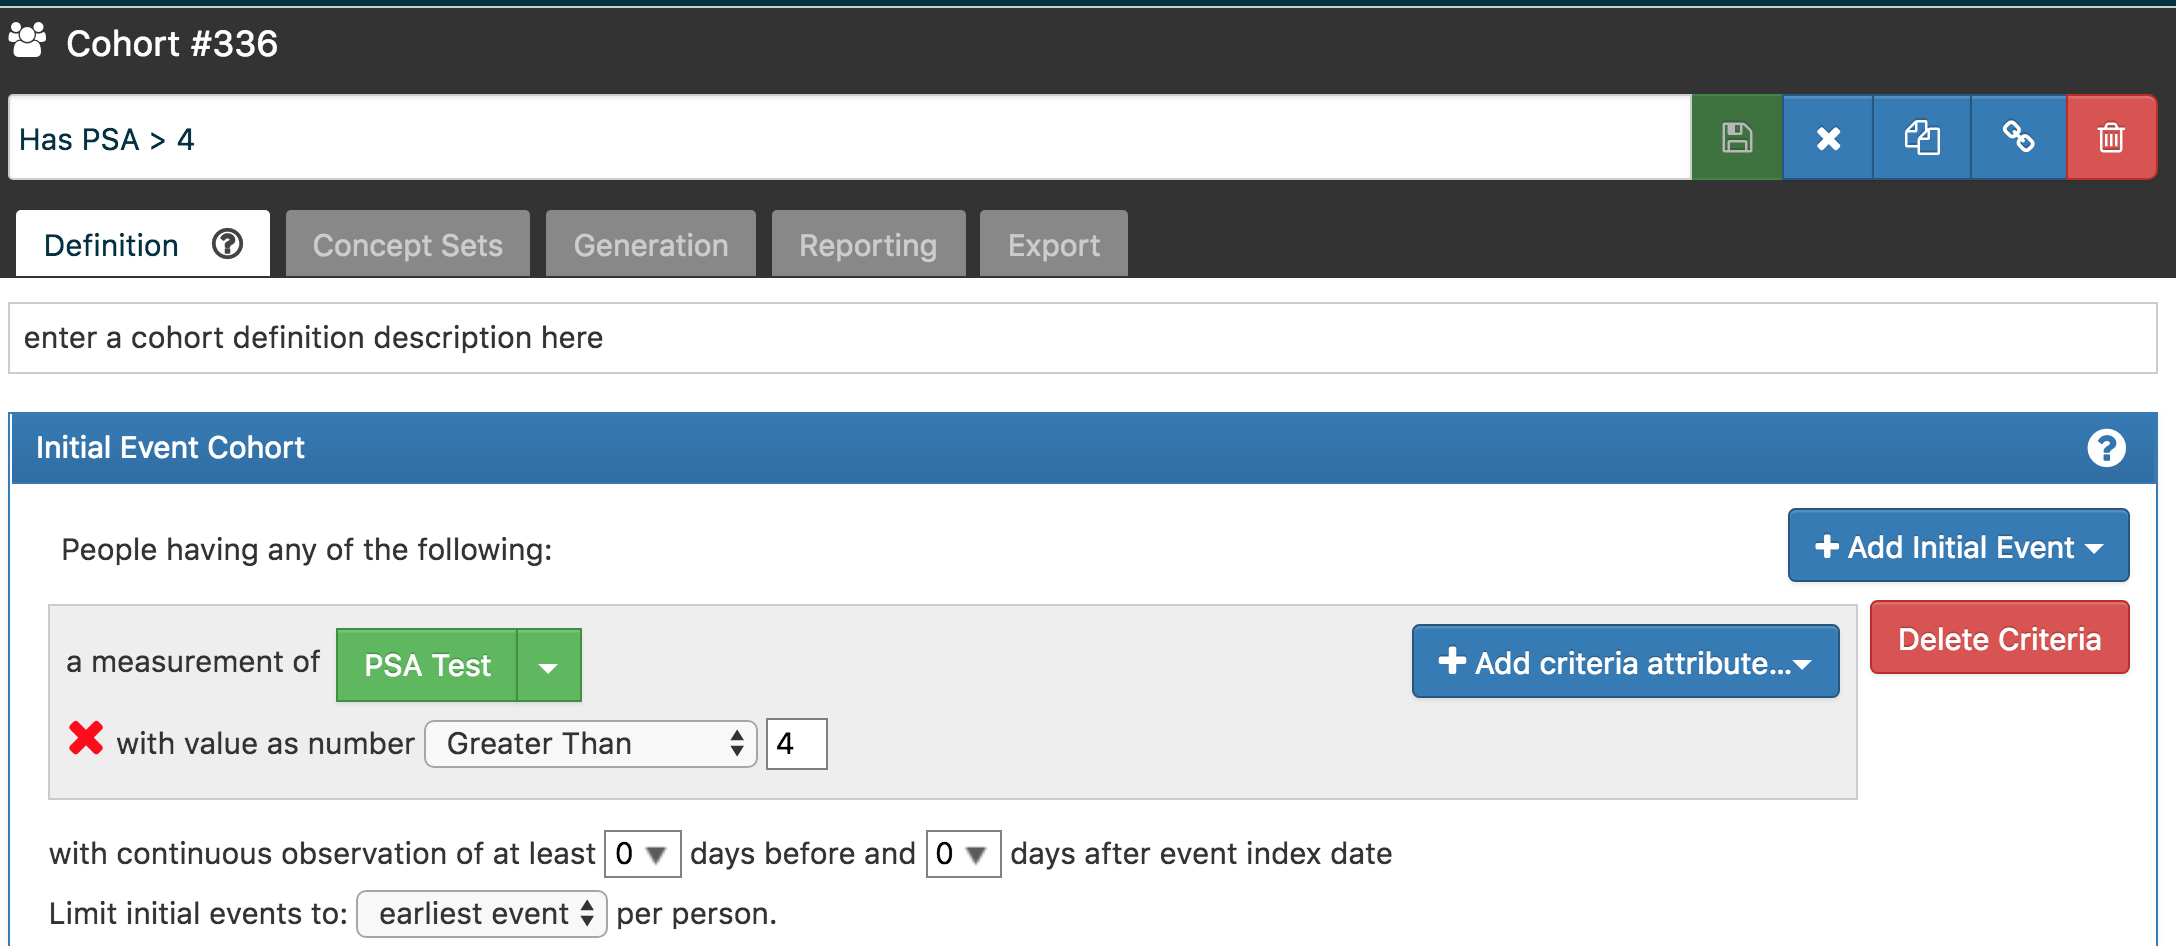 Cohort #336
Has PSA > 4
Definition ? Concept Sets Generation Reporting Export
enter a cohort definition description here
Initial Event Cohort ?
People having any of the following:
+ Add Initial Event
a measurement of PSA Test
+ Add criteria attribute...
Delete Criteria
with value as number Greater Than 4
with continuous observation of at least 0 days before and 0 days after event index date
Limit initial events to: earliest event per person.